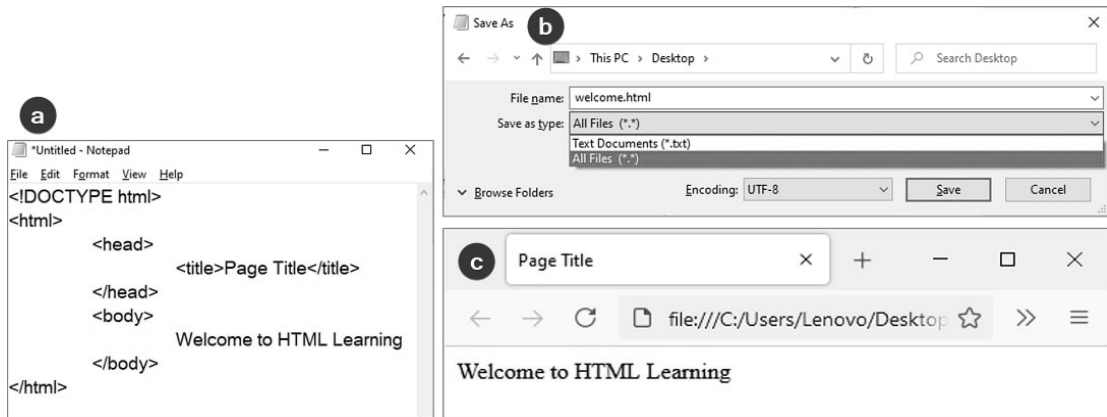 a
*Untitled - Notepad
File Edit Format View Help
<!DOCTYPE html>
<html>
<head>
<title>Page Title</title>
</head>
<body>
Welcome to HTML Learning
</body>
</html>
Save As b
This PC > Desktop >
Search Desktop
File name: welcome.html
Save as type: All Files (*.*)
Text Documents (*.txt)
All Files (*.*)
Browse Folders Encoding: UTF-8 Save Cancel
c Page Title
file:///C:/Users/Lenovo/Desktop
Welcome to HTML Learning